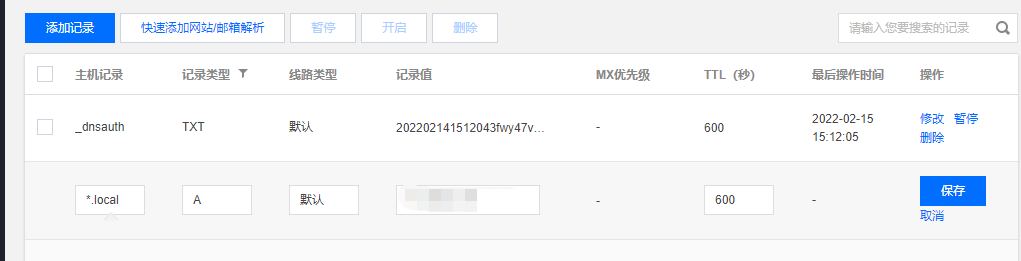 添加记录 快速添加网站/邮箱解析 暂停 开启 删除 请输入您要搜索的记录
主机记录 记录类型 线路类型 记录值 MX优先级 TTL（秒） 最后操作时间 操作
_dnsauth TXT 默认 202202141512043fwy47v... - 600 2022-02-15 15:12:05 修改 暂停 删除
*.local A 默认 - 600 - 保存
取消